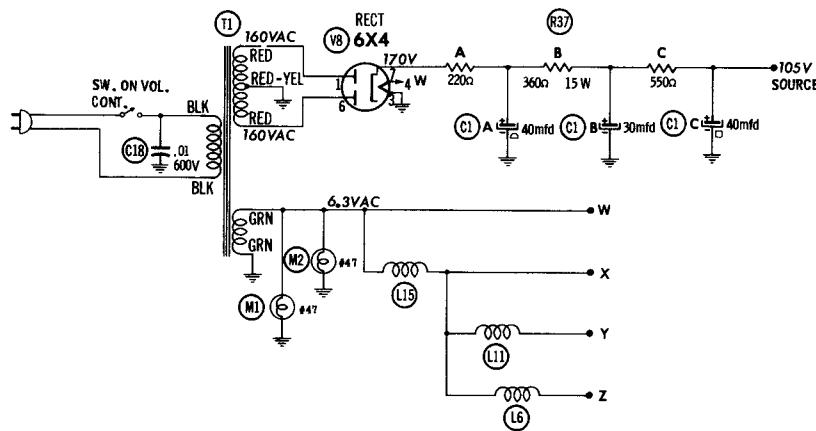 T1
RECT
V8 6X4
R37
160VAC
RED
RED-YEL
RED
160VAC
1
6
7
4
3
W
170V
A
220Ω
B
360Ω 15W
C
550Ω
105V
SOURCE
SW. ON VOL.
CONT.
BLK
BLK
C18
.01
600V
C1 A 40mfd
C1 B 30mfd
C1 C 40mfd
GRN
GRN
6.3VAC
W
M2 #47
M1 #47
L15
X
L11
Y
L6
Z